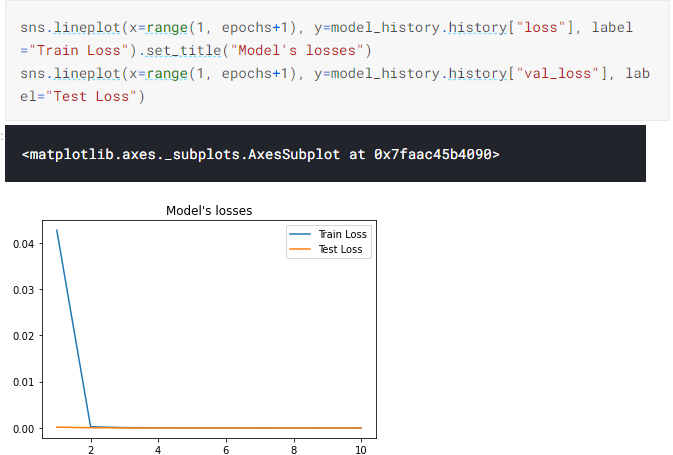 sns.lineplot(x=range(1, epochs+1), y=model_history.history["loss"], label
="Train Loss").set_title("Model's losses")
sns.lineplot(x=range(1, epochs+1), y=model_history.history["val_loss"], lab
el="Test Loss")
<matplotlib.axes._subplots.AxesSubplot at 0x7faac45b4090>
Model's losses
Train Loss
Test Loss
0.04
0.03
0.02
0.01
0.00
2 4 6 8 10